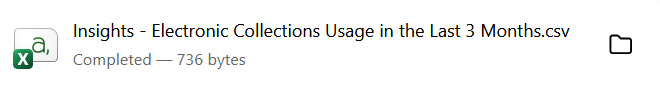 Insights - Electronic Collections Usage in the Last 3 Months.csv
a,
X
Completed — 736 bytes